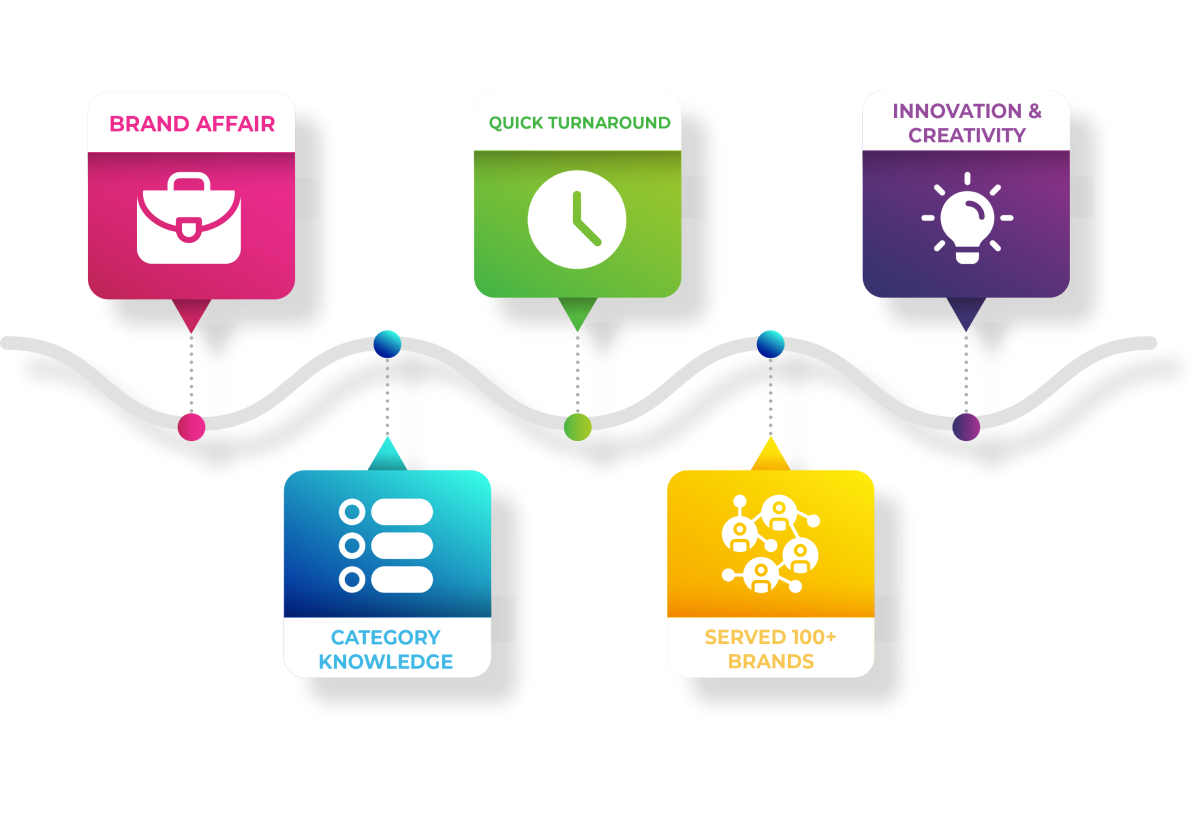 BRAND AFFAIR
QUICK TURNAROUND
INNOVATION &
CREATIVITY
CATEGORY
KNOWLEDGE
SERVED 100+
BRANDS